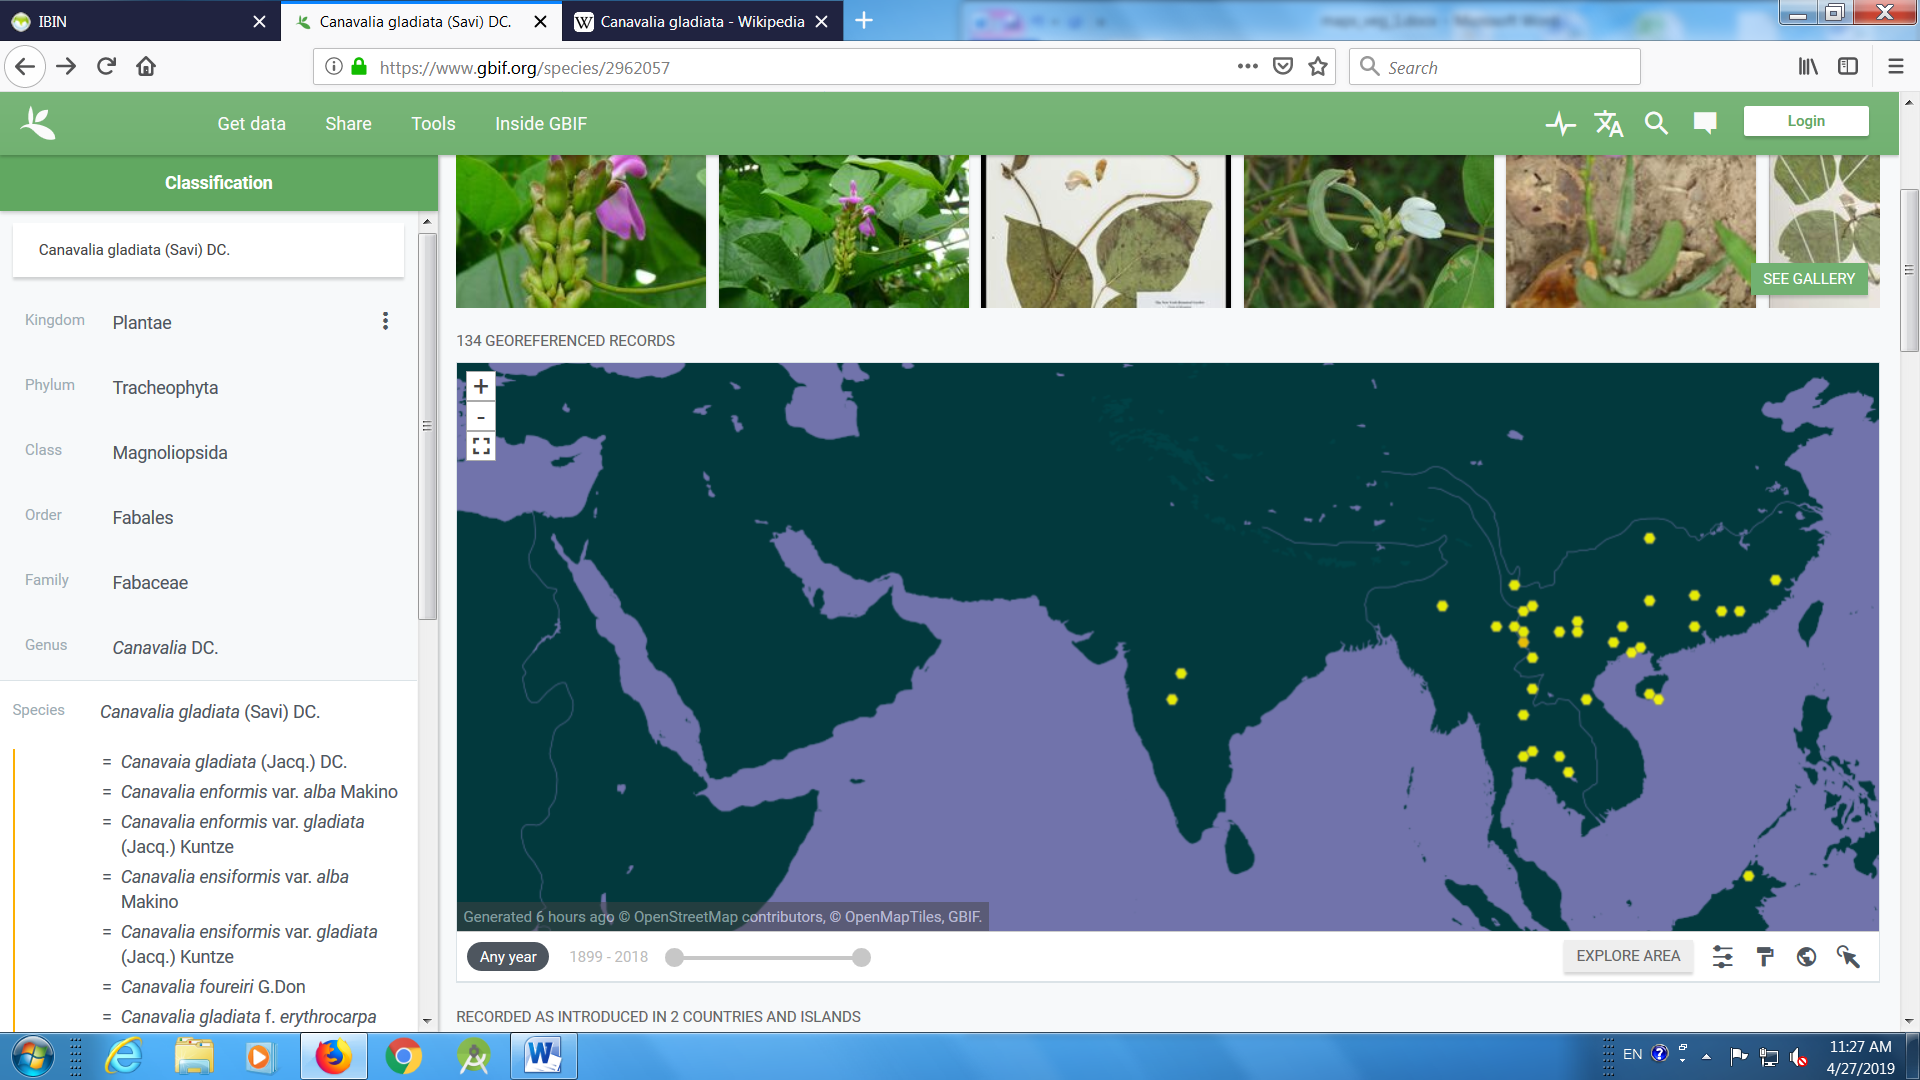 IBIN
Canavalia gladiata (Savi) DC.
Canavalia gladiata - Wikipedia
https://www.gbif.org/species/2962057
Search
Get data
Share
Tools
Inside GBIF
Login
Classification
Canavalia gladiata (Savi) DC.
Kingdom Plantae
Phylum Tracheophyta
Class Magnoliopsida
Order Fabales
Family Fabaceae
Genus Canavalia DC.
Species Canavalia gladiata (Savi) DC.
= Canavaia gladiata (Jacq.) DC.
= Canavalia enformis var. alba Makino
= Canavalia enformis var. gladiata
(Jacq.) Kuntze
= Canavalia ensiformis var. alba
Makino
= Canavalia ensiformis var. gladiata
(Jacq.) Kuntze
= Canavalia foureiri G.Don
= Canavalia gladiata f. erythrocarpa
SEE GALLERY
134 GEOREFERENCED RECORDS
+
-
Generated 6 hours ago © OpenStreetMap contributors, © OpenMapTiles, GBIF.
Any year
1899 - 2018
EXPLORE AREA
RECORDED AS INTRODUCED IN 2 COUNTRIES AND ISLANDS
EN
11:27 AM
4/27/2019